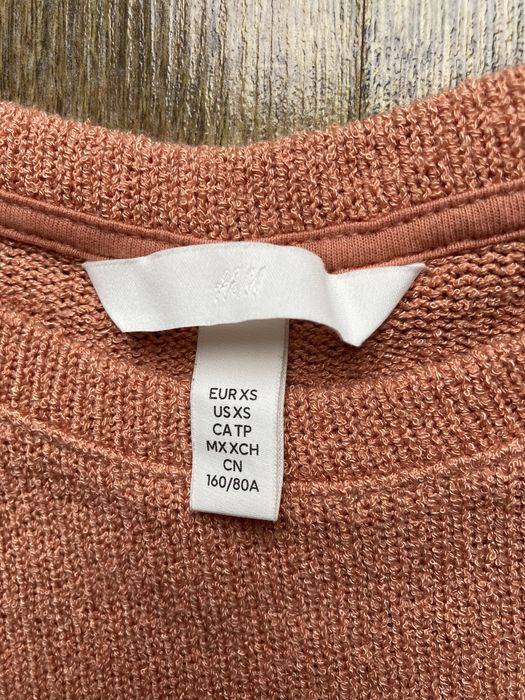 H&M
EUR XS
US XS
CA TP
MX XCH
CN
160/80A